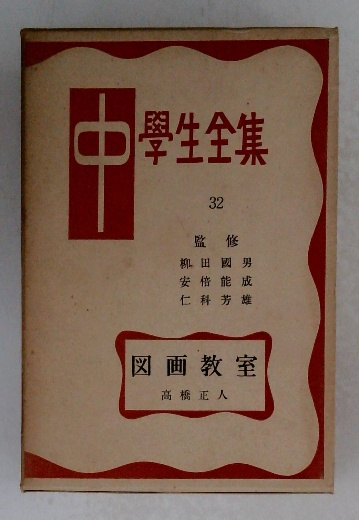 中學生全集
32
監修
柳田國男
安倍能成
仁科芳雄
図画教室
高橋正人